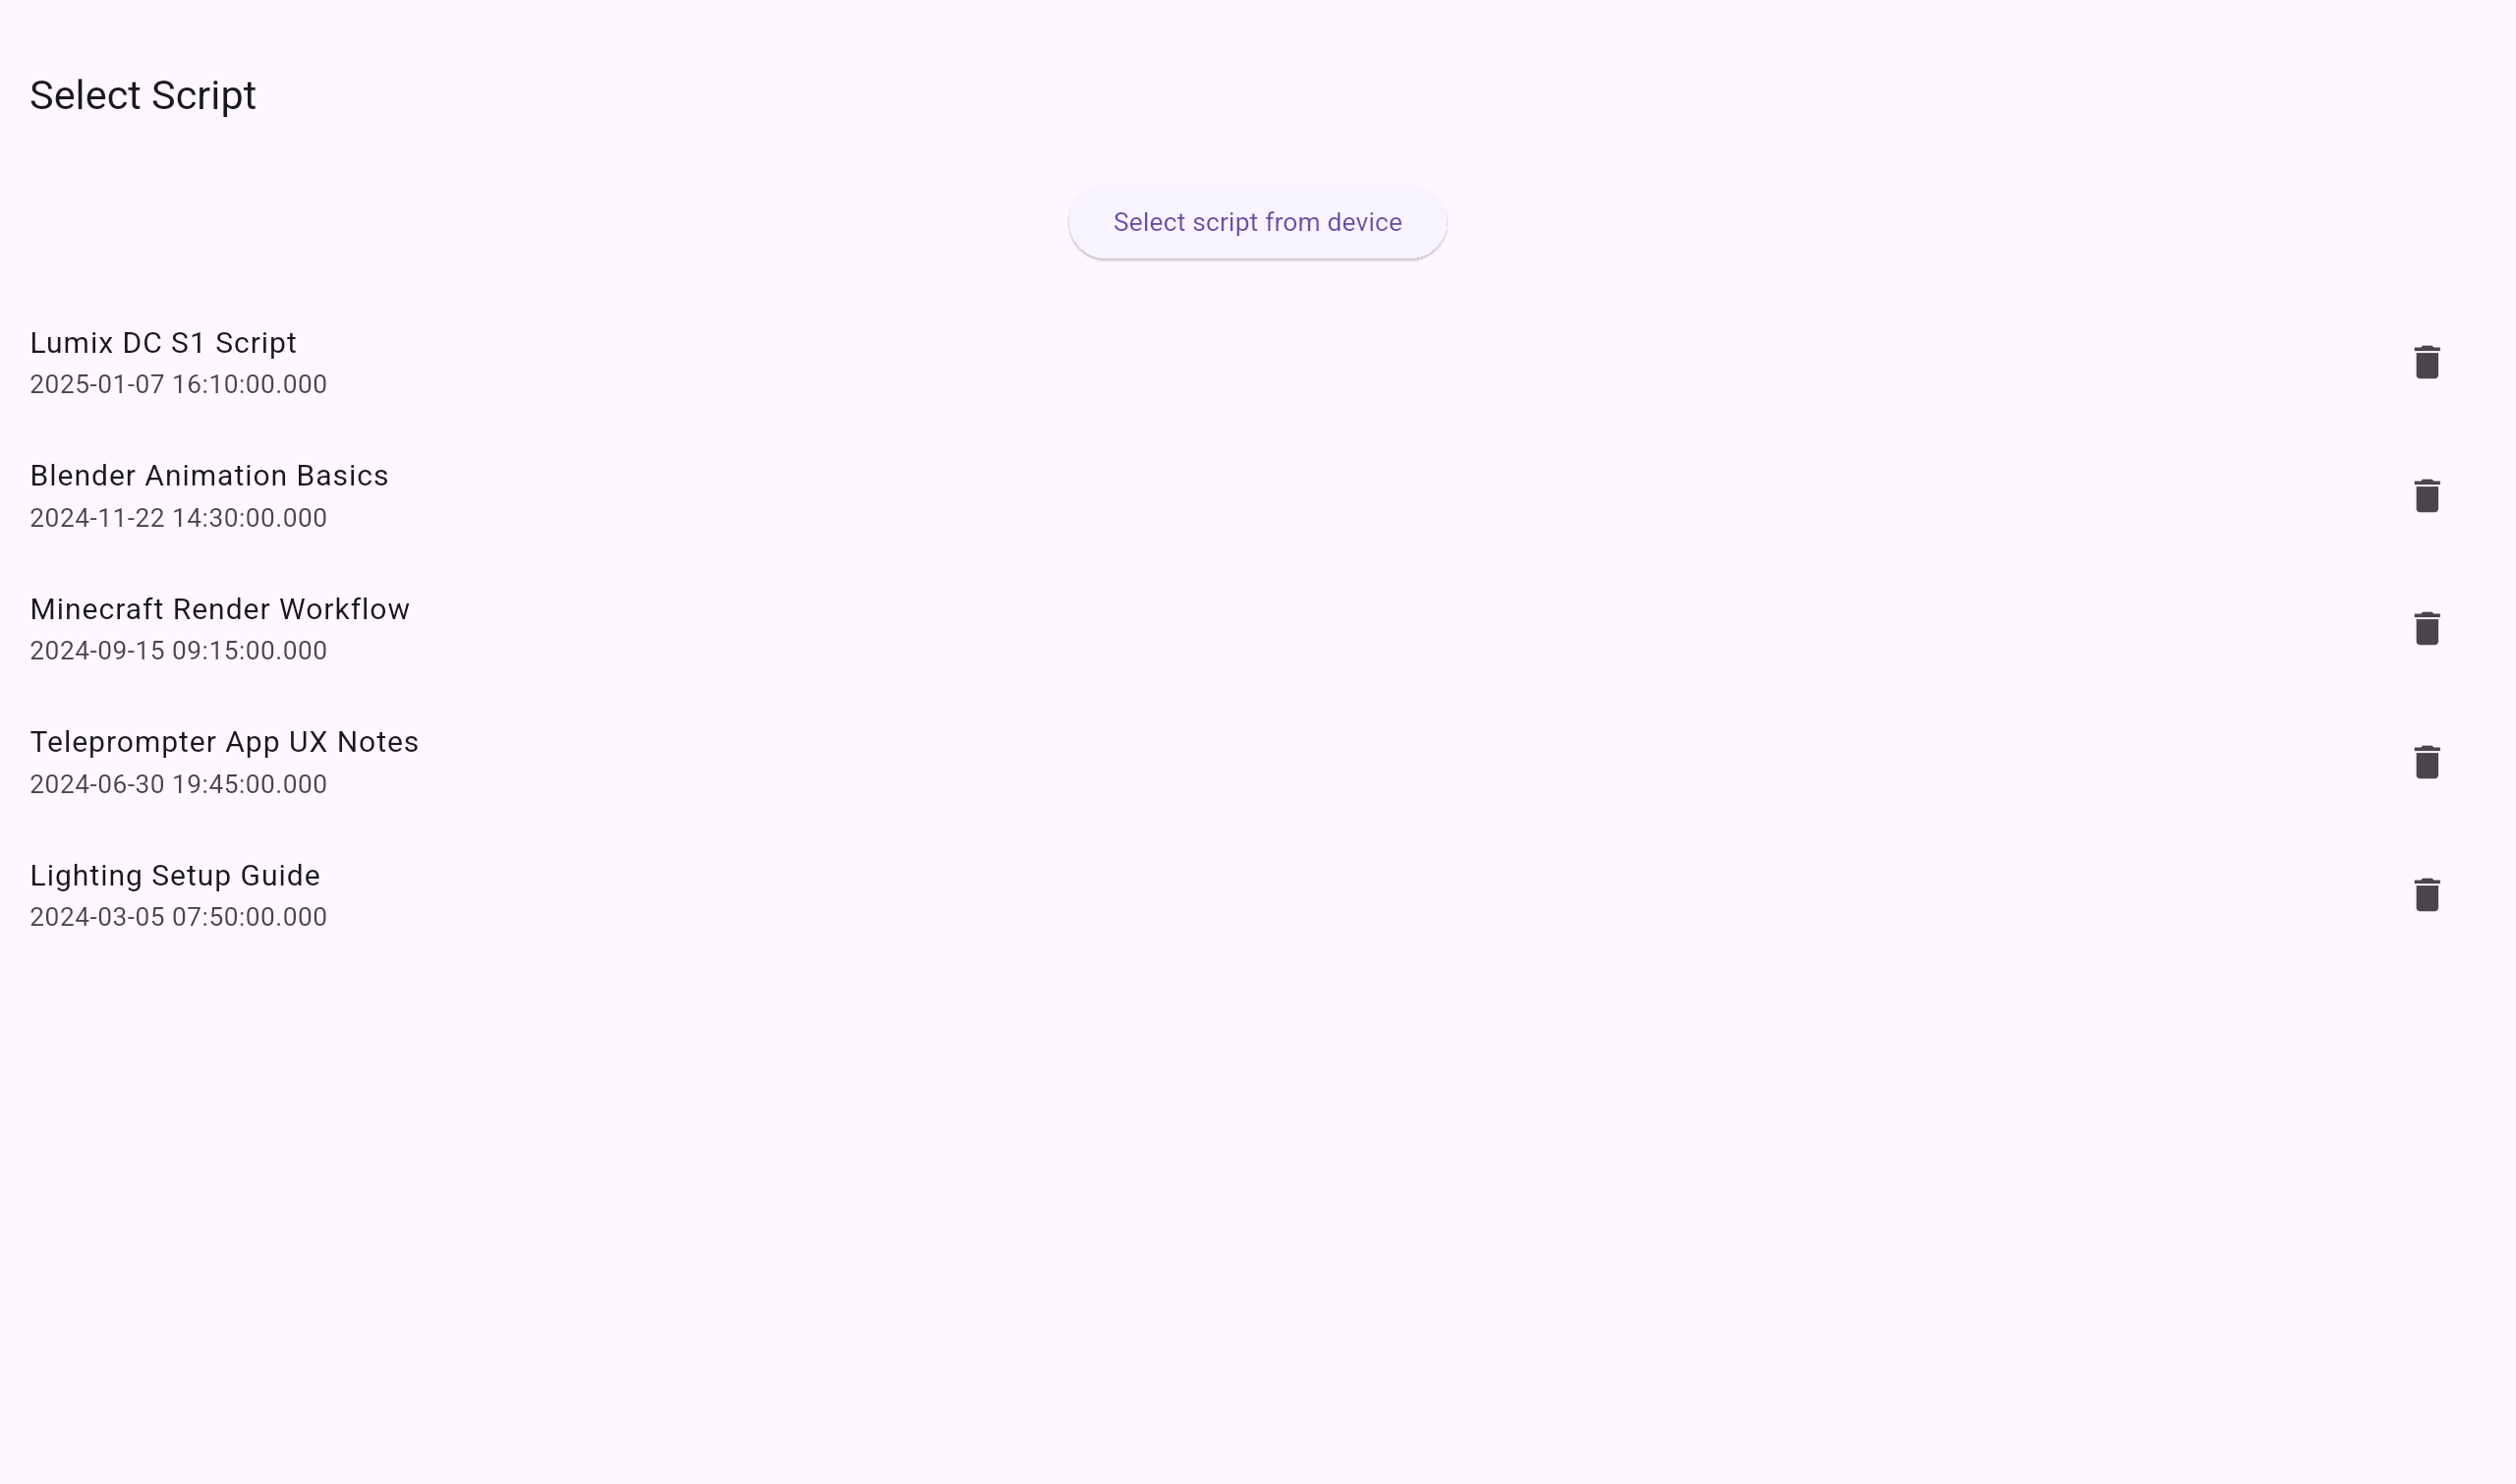 Select Script
Select script from device
Lumix DC S1 Script
2025-01-07 16:10:00.000
Blender Animation Basics
2024-11-22 14:30:00.000
Minecraft Render Workflow
2024-09-15 09:15:00.000
Teleprompter App UX Notes
2024-06-30 19:45:00.000
Lighting Setup Guide
2024-03-05 07:50:00.000